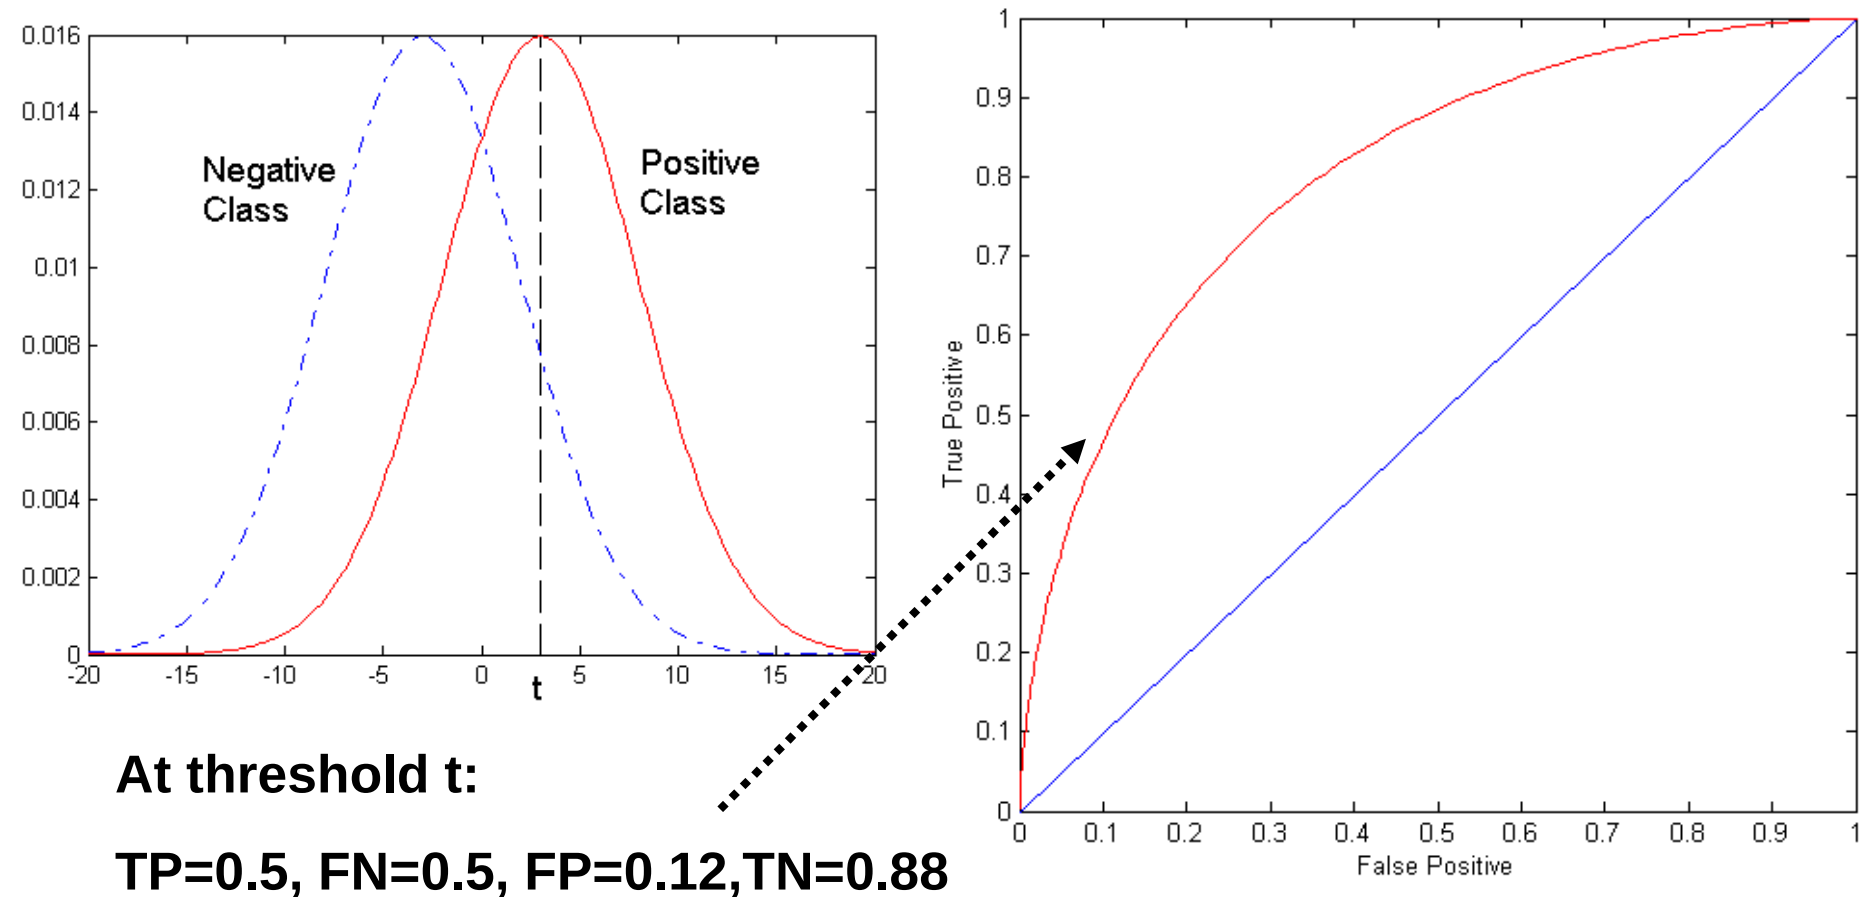 0.016
0.014
0.012
0.01
0.008
0.006
0.004
0.002
0
-20 -15 -10 -5 0 5 10 15 20
t
Negative
Class
Positive
Class
At threshold t:
TP=0.5, FN=0.5, FP=0.12,TN=0.88
1
0.9
0.8
0.7
0.6
0.5
0.4
0.3
0.2
0.1
0
True Positive
0 0.1 0.2 0.3 0.4 0.5 0.6 0.7 0.8 0.9 1
False Positive